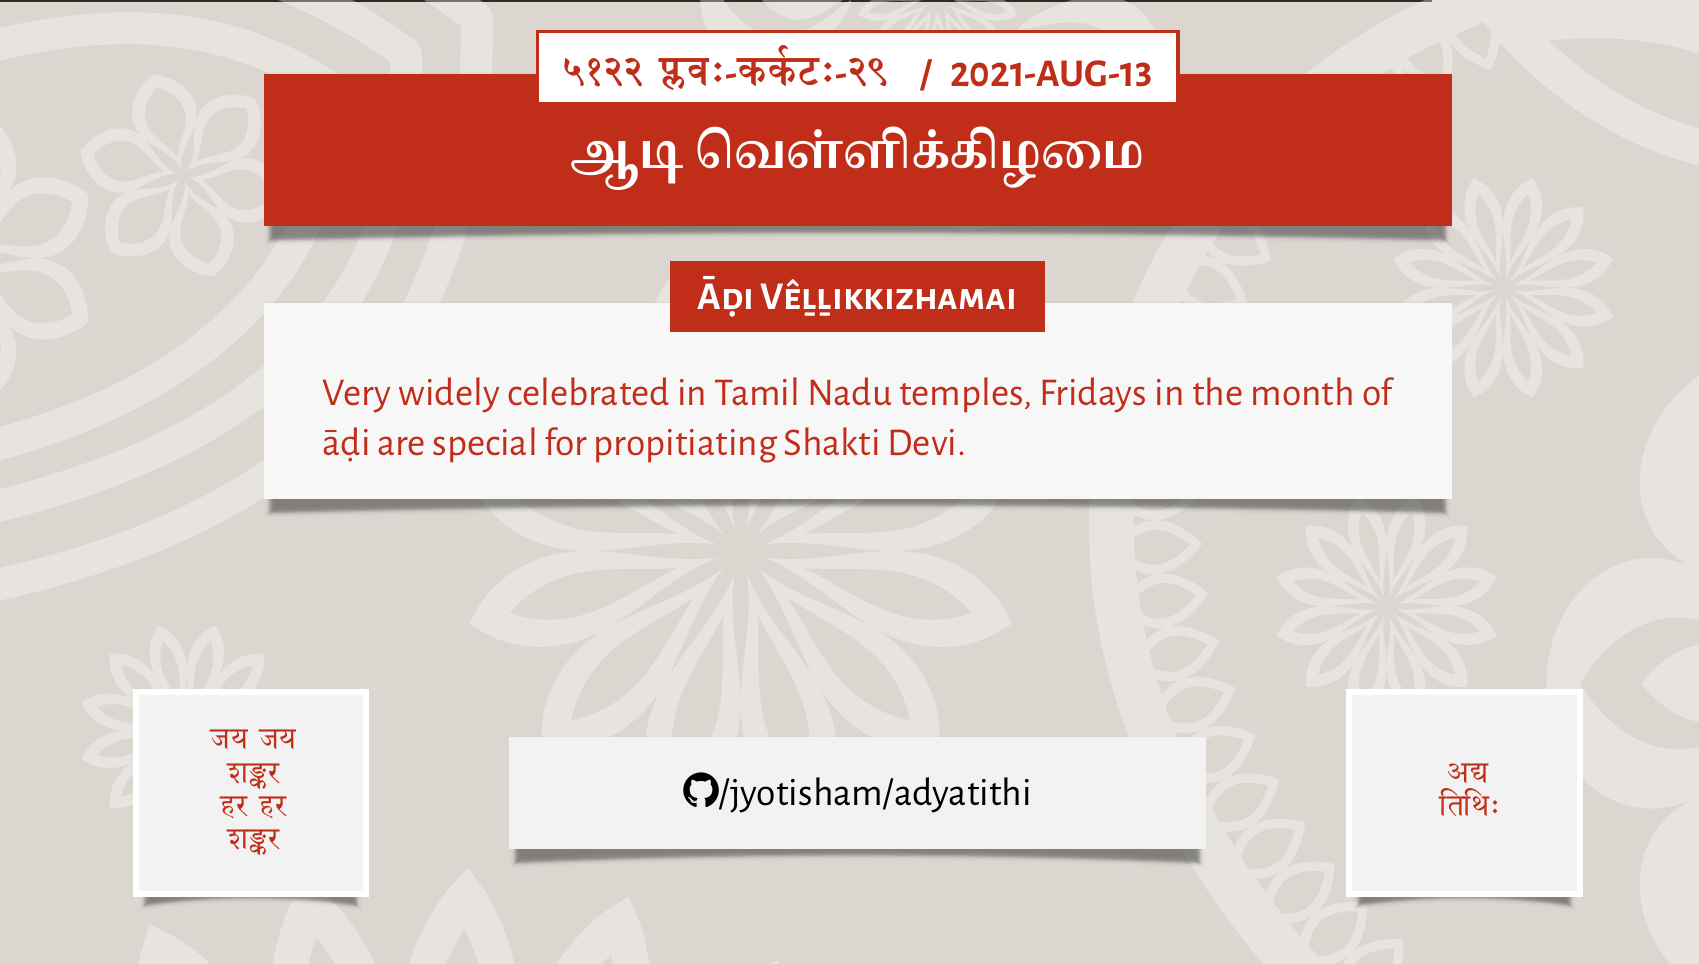 ५१२२ प्लवः-कर्कटः-२९ / 2021-AUG-13
ஆடி வெள்ளிக்கிழமை
Āḍi Vêḻḻikkizhamai
Very widely celebrated in Tamil Nadu temples, Fridays in the month of
āḍi are special for propitiating Shakti Devi.
जय जय
शङ्कर
हर हर
शङ्कर
/jyotisham/adyatithi
अद्य
तिथिः